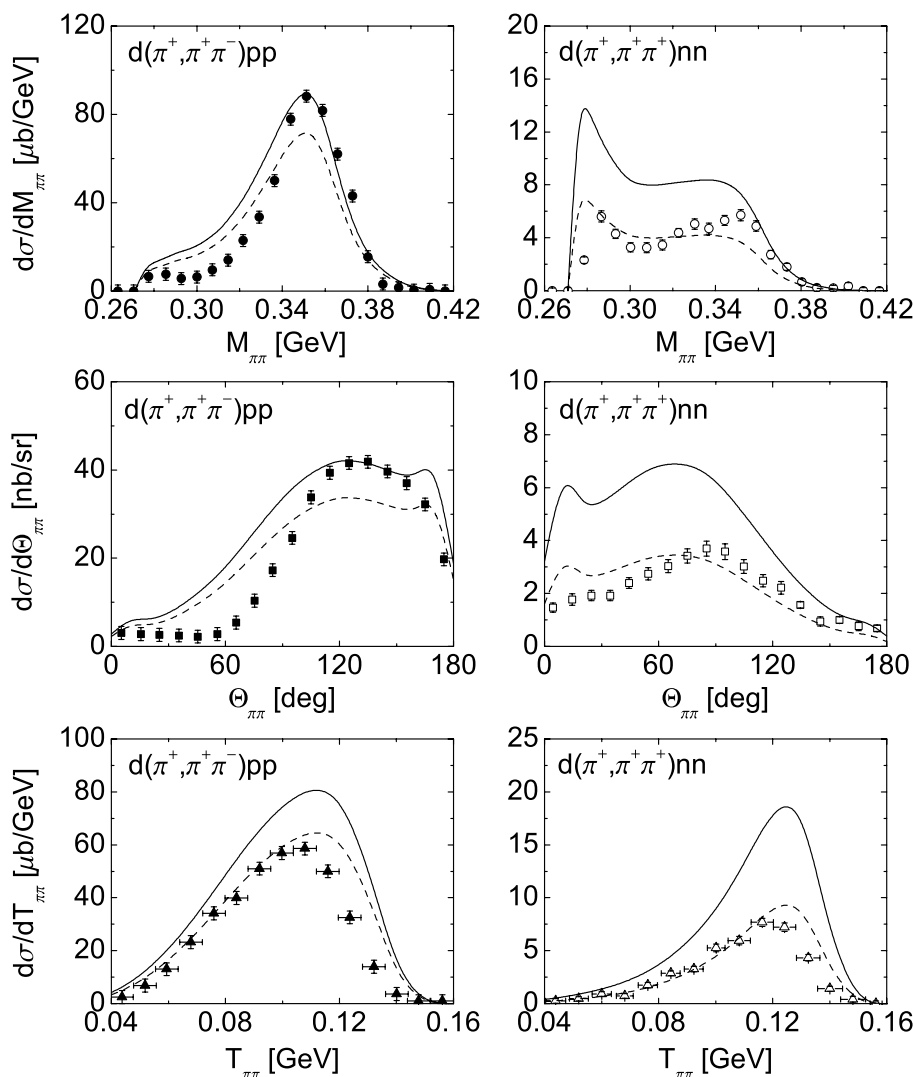 d(π⁺,π⁺π⁻)pp
dσ/dM_ππ [μb/GeV]
120
80
40
0
0.26 0.30 0.34 0.38 0.42
M_ππ [GeV]
d(π⁺,π⁺π⁺)nn
20
16
12
8
4
0
0.26 0.30 0.34 0.38 0.42
M_ππ [GeV]
d(π⁺,π⁺π⁻)pp
dσ/dΘ_ππ [nb/sr]
60
40
20
0
0 60 120 180
Θ_ππ [deg]
d(π⁺,π⁺π⁺)nn
10
8
6
4
2
0
0 60 120 180
Θ_ππ [deg]
d(π⁺,π⁺π⁻)pp
dσ/dT_ππ [μb/GeV]
100
80
60
40
20
0
0.04 0.08 0.12 0.16
T_ππ [GeV]
d(π⁺,π⁺π⁺)nn
25
20
15
10
5
0
0.04 0.08 0.12 0.16
T_ππ [GeV]